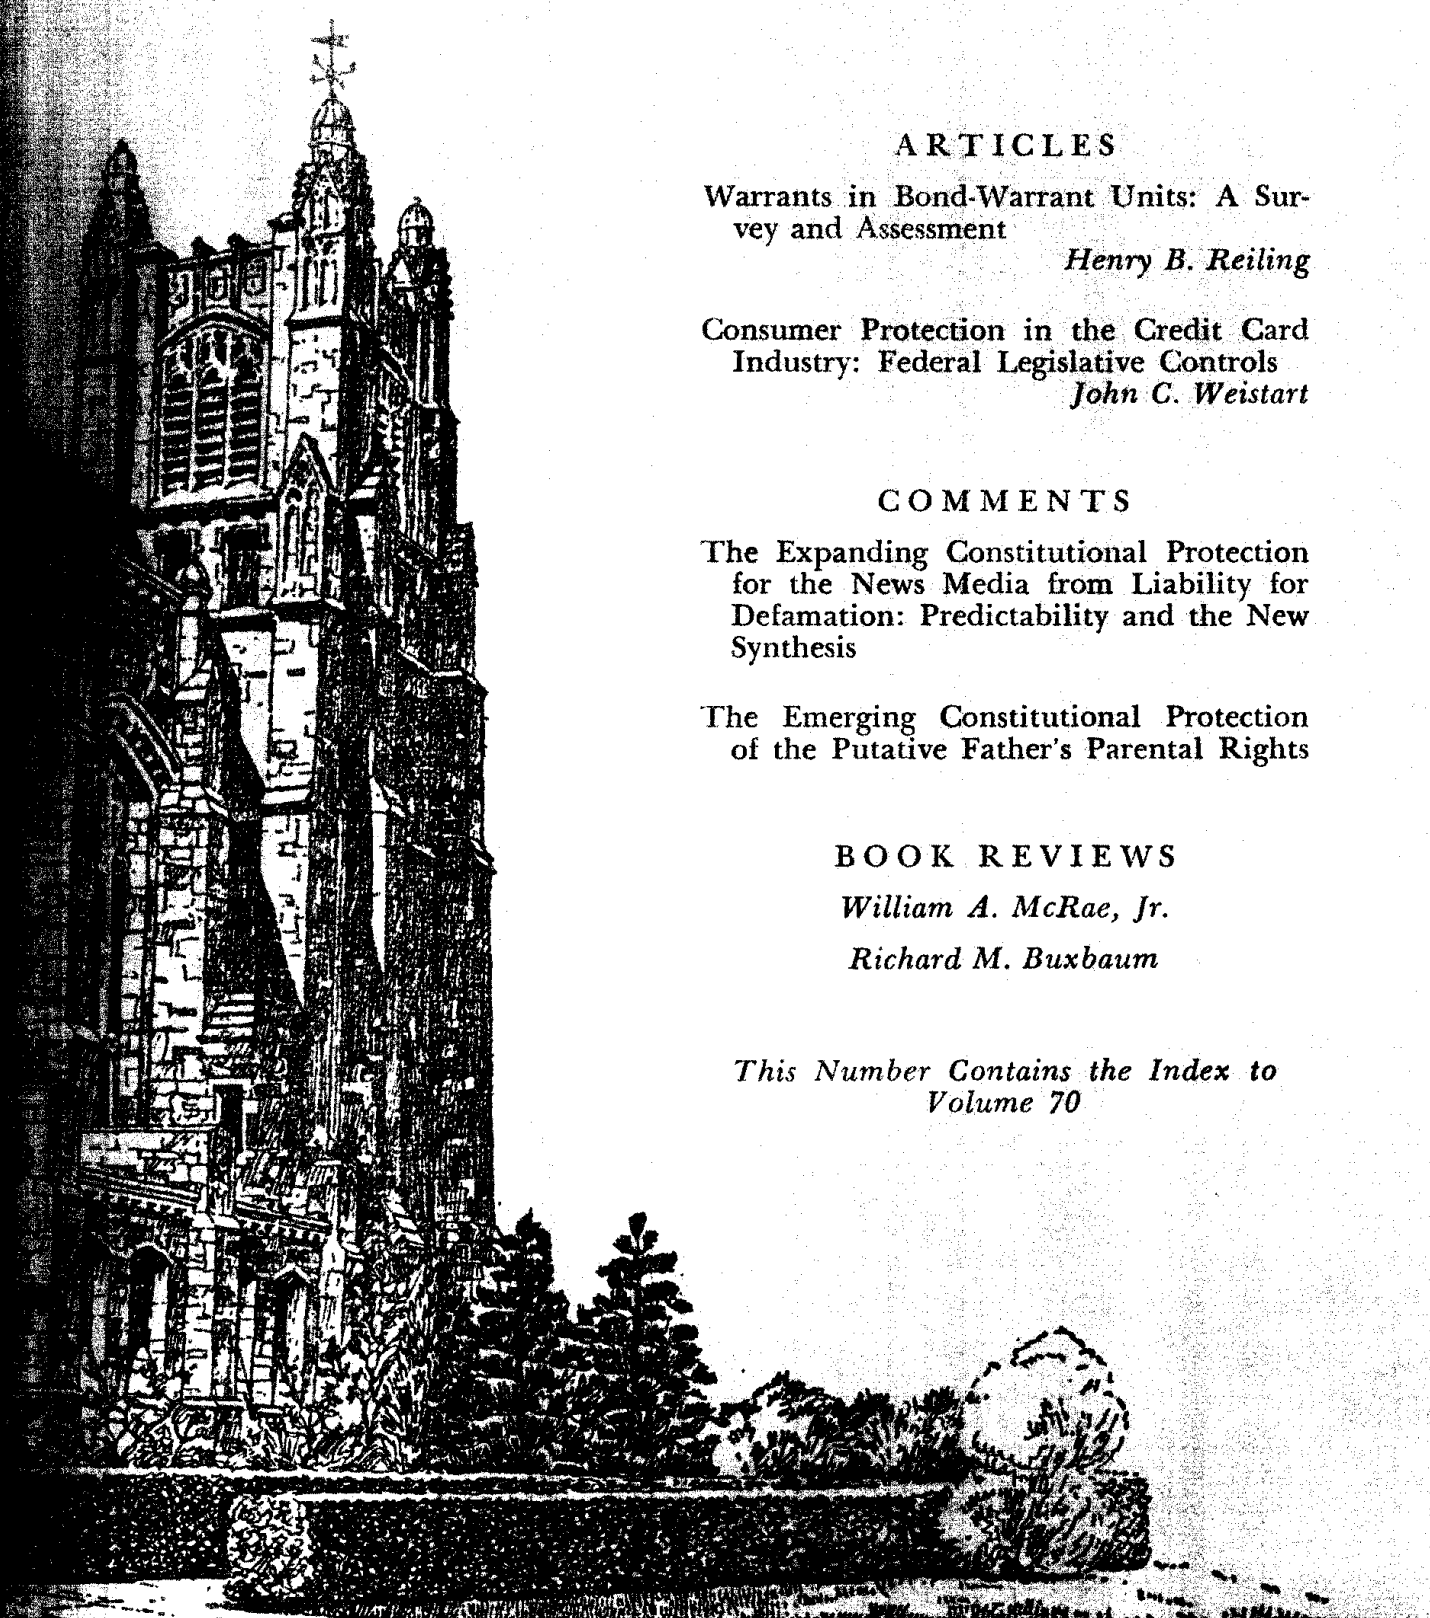 ARTICLES
Warrants in Bond-Warrant Units: A Sur-
vey and Assessment
Henry B. Reiling
Consumer Protection in the Credit Card
Industry: Federal Legislative Controls
John C. Weistart
COMMENTS
The Expanding Constitutional Protection
for the News Media from Liability for
Defamation: Predictability and the New
Synthesis
The Emerging Constitutional Protection
of the Putative Father's Parental Rights
BOOK REVIEWS
William A. McRae, Jr.
Richard M. Buxbaum
This Number Contains the Index to
Volume 70